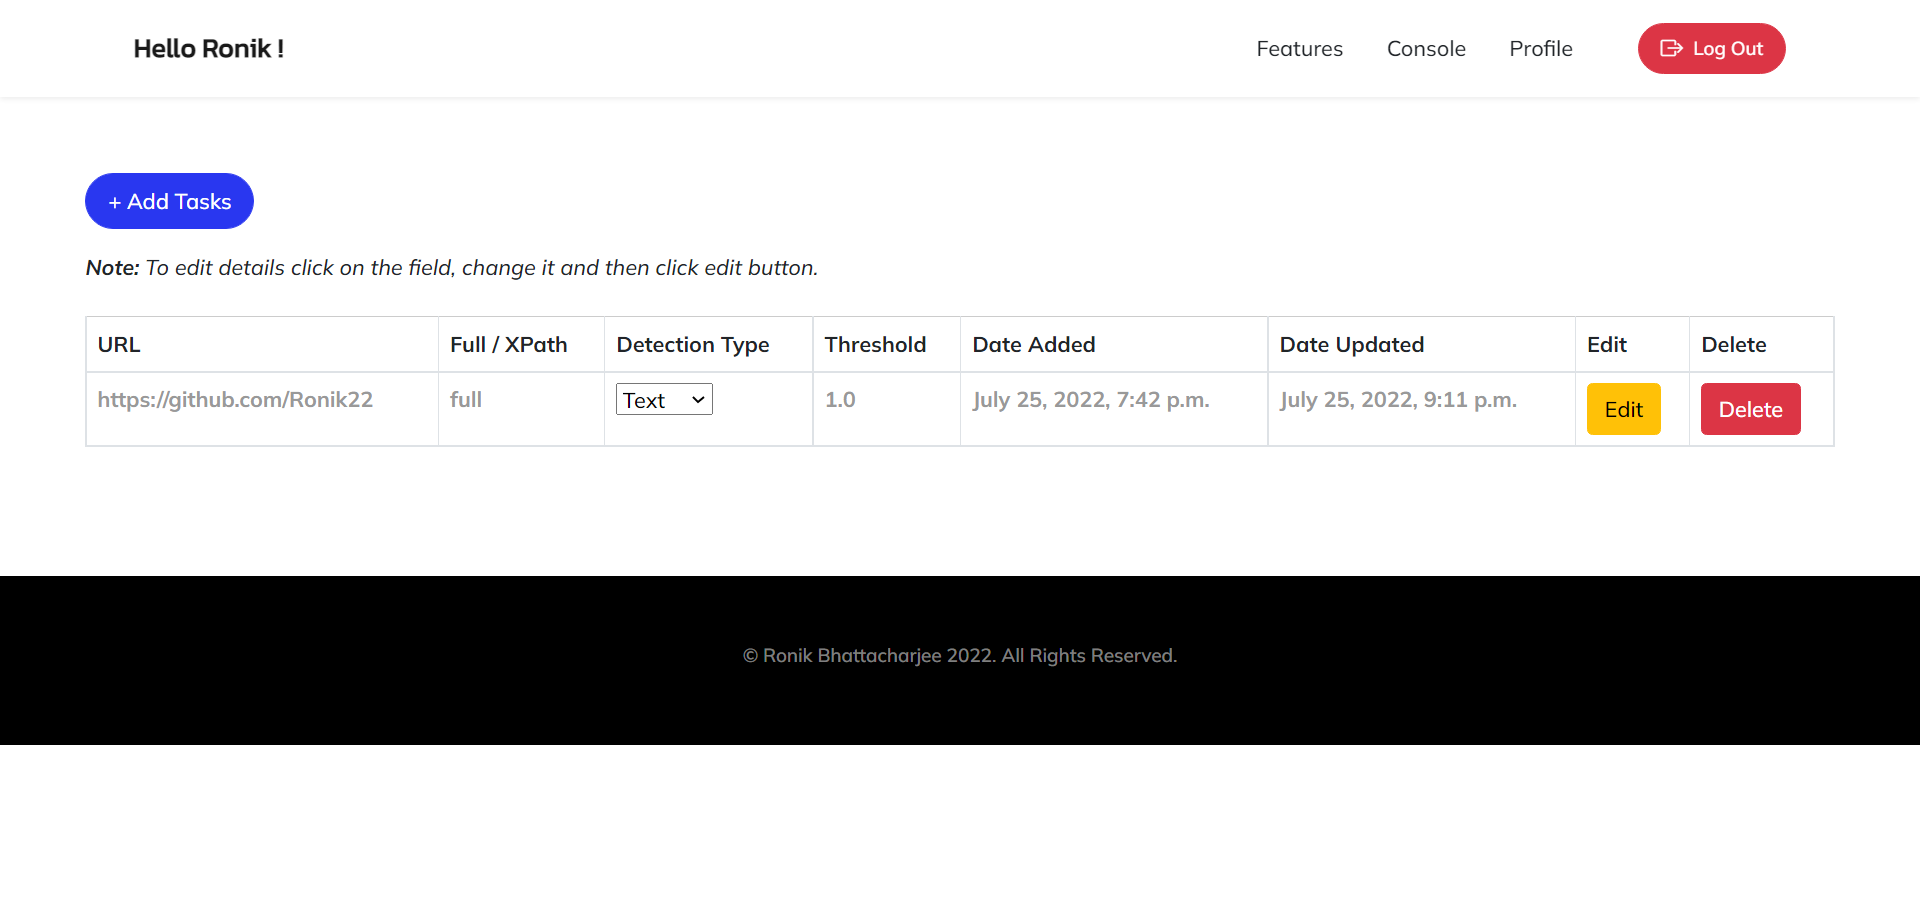 Hello Ronik !
Features Console Profile Log Out
+ Add Tasks
Note: To edit details click on the field, change it and then click edit button.
URL Full / XPath Detection Type Threshold Date Added Date Updated Edit Delete
https://github.com/Ronik22 full Text 1.0 July 25, 2022, 7:42 p.m. July 25, 2022, 9:11 p.m. Edit Delete
© Ronik Bhattacharjee 2022. All Rights Reserved.